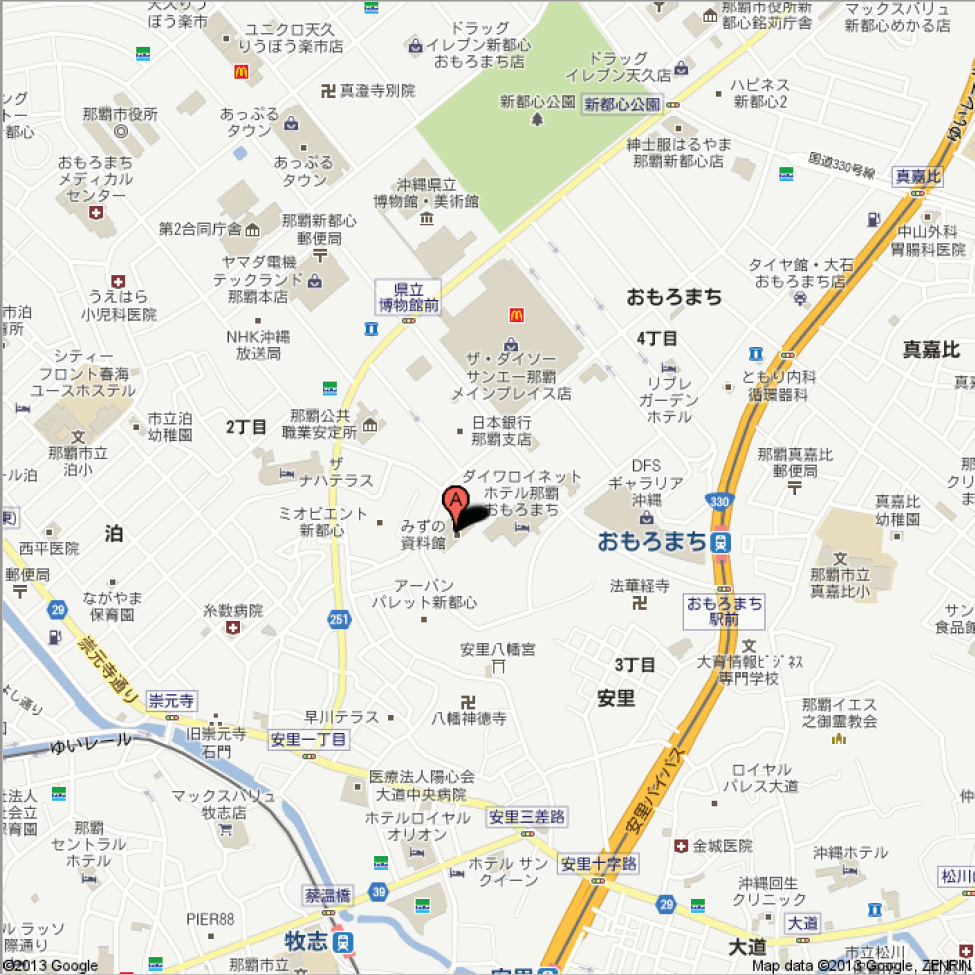 天久りうぼう
ぼう楽市
ユニクロ天久
りうぼう楽市店
ドラッグ
イレブン新都心
おもろまち店
那覇市役所新
都心銘苅庁舎
マックスバリュ
新都心めかる店
ドラッグ
イレブン天久店
ハピネス
新都心2
真澄寺別院
新都心公園
新都心公園
ゆいレール
那覇市役所
あっぷる
タウン
あっぷる
タウン
紳士服はるやま
那覇新都心店
国道330号線
真嘉比
おもろまち
メディカル
センター
沖縄県立
博物館・美術館
第2合同庁舎
那覇新都心
郵便局
中山外科
胃腸科医院
ヤマダ電機
テックランド
那覇本店
タイヤ館・大石
おもろまち店
うえはら
小児科医院
県立
博物館前
おもろまち
4丁目
NHK沖縄
放送局
真嘉比
シティー
フロント春海
ユースホステル
ザ・ダイソー
サンエー那覇
メインプレイス店
リブレ
ガーデン
ホテル
ともり内科
循環器科
市立泊
幼稚園
2丁目
那覇公共
職業安定所
日本銀行
那覇支店
那覇市立
泊小
ザ
ナハテラス
ダイワロイネット
ホテル那覇
おもろまち
DFS
ギャラリア
沖縄
那覇真嘉比
郵便局
330
A
ミオビエント
新都心
みずの
資料館
真嘉比
幼稚園
泊
西平医院
おもろまち
那覇市立
真嘉比小
郵便局
ながやま
保育園
糸数病院
アーバン
パレット新都心
法華経寺
おもろまち
駅前
29
251
サン
食品館
崇元寺通り
安里八幡宮
3丁目
大育情報ビジネス
専門学校
安里
崇元寺
早川テラス
八幡神徳寺
那覇イエス
之御霊教会
旧崇元寺
石門
安里一丁目
ゆいレール
安里バイパス
医療法人陽心会
大道中央病院
ロイヤル
パレス大道
マックスバリュ
牧志店
ホテルロイヤル
オリオン
安里三差路
那覇
セントラル
ホテル
金城医院
ホテル サン
クイーン
安里十字路
沖縄ホテル
蔡温橋
39
29
沖縄回生
クリニック
PIER88
大道
牧志
大道
那覇市立
安里
市立松川
©2013 Google
Map data ©2013 Google, ZENRIN